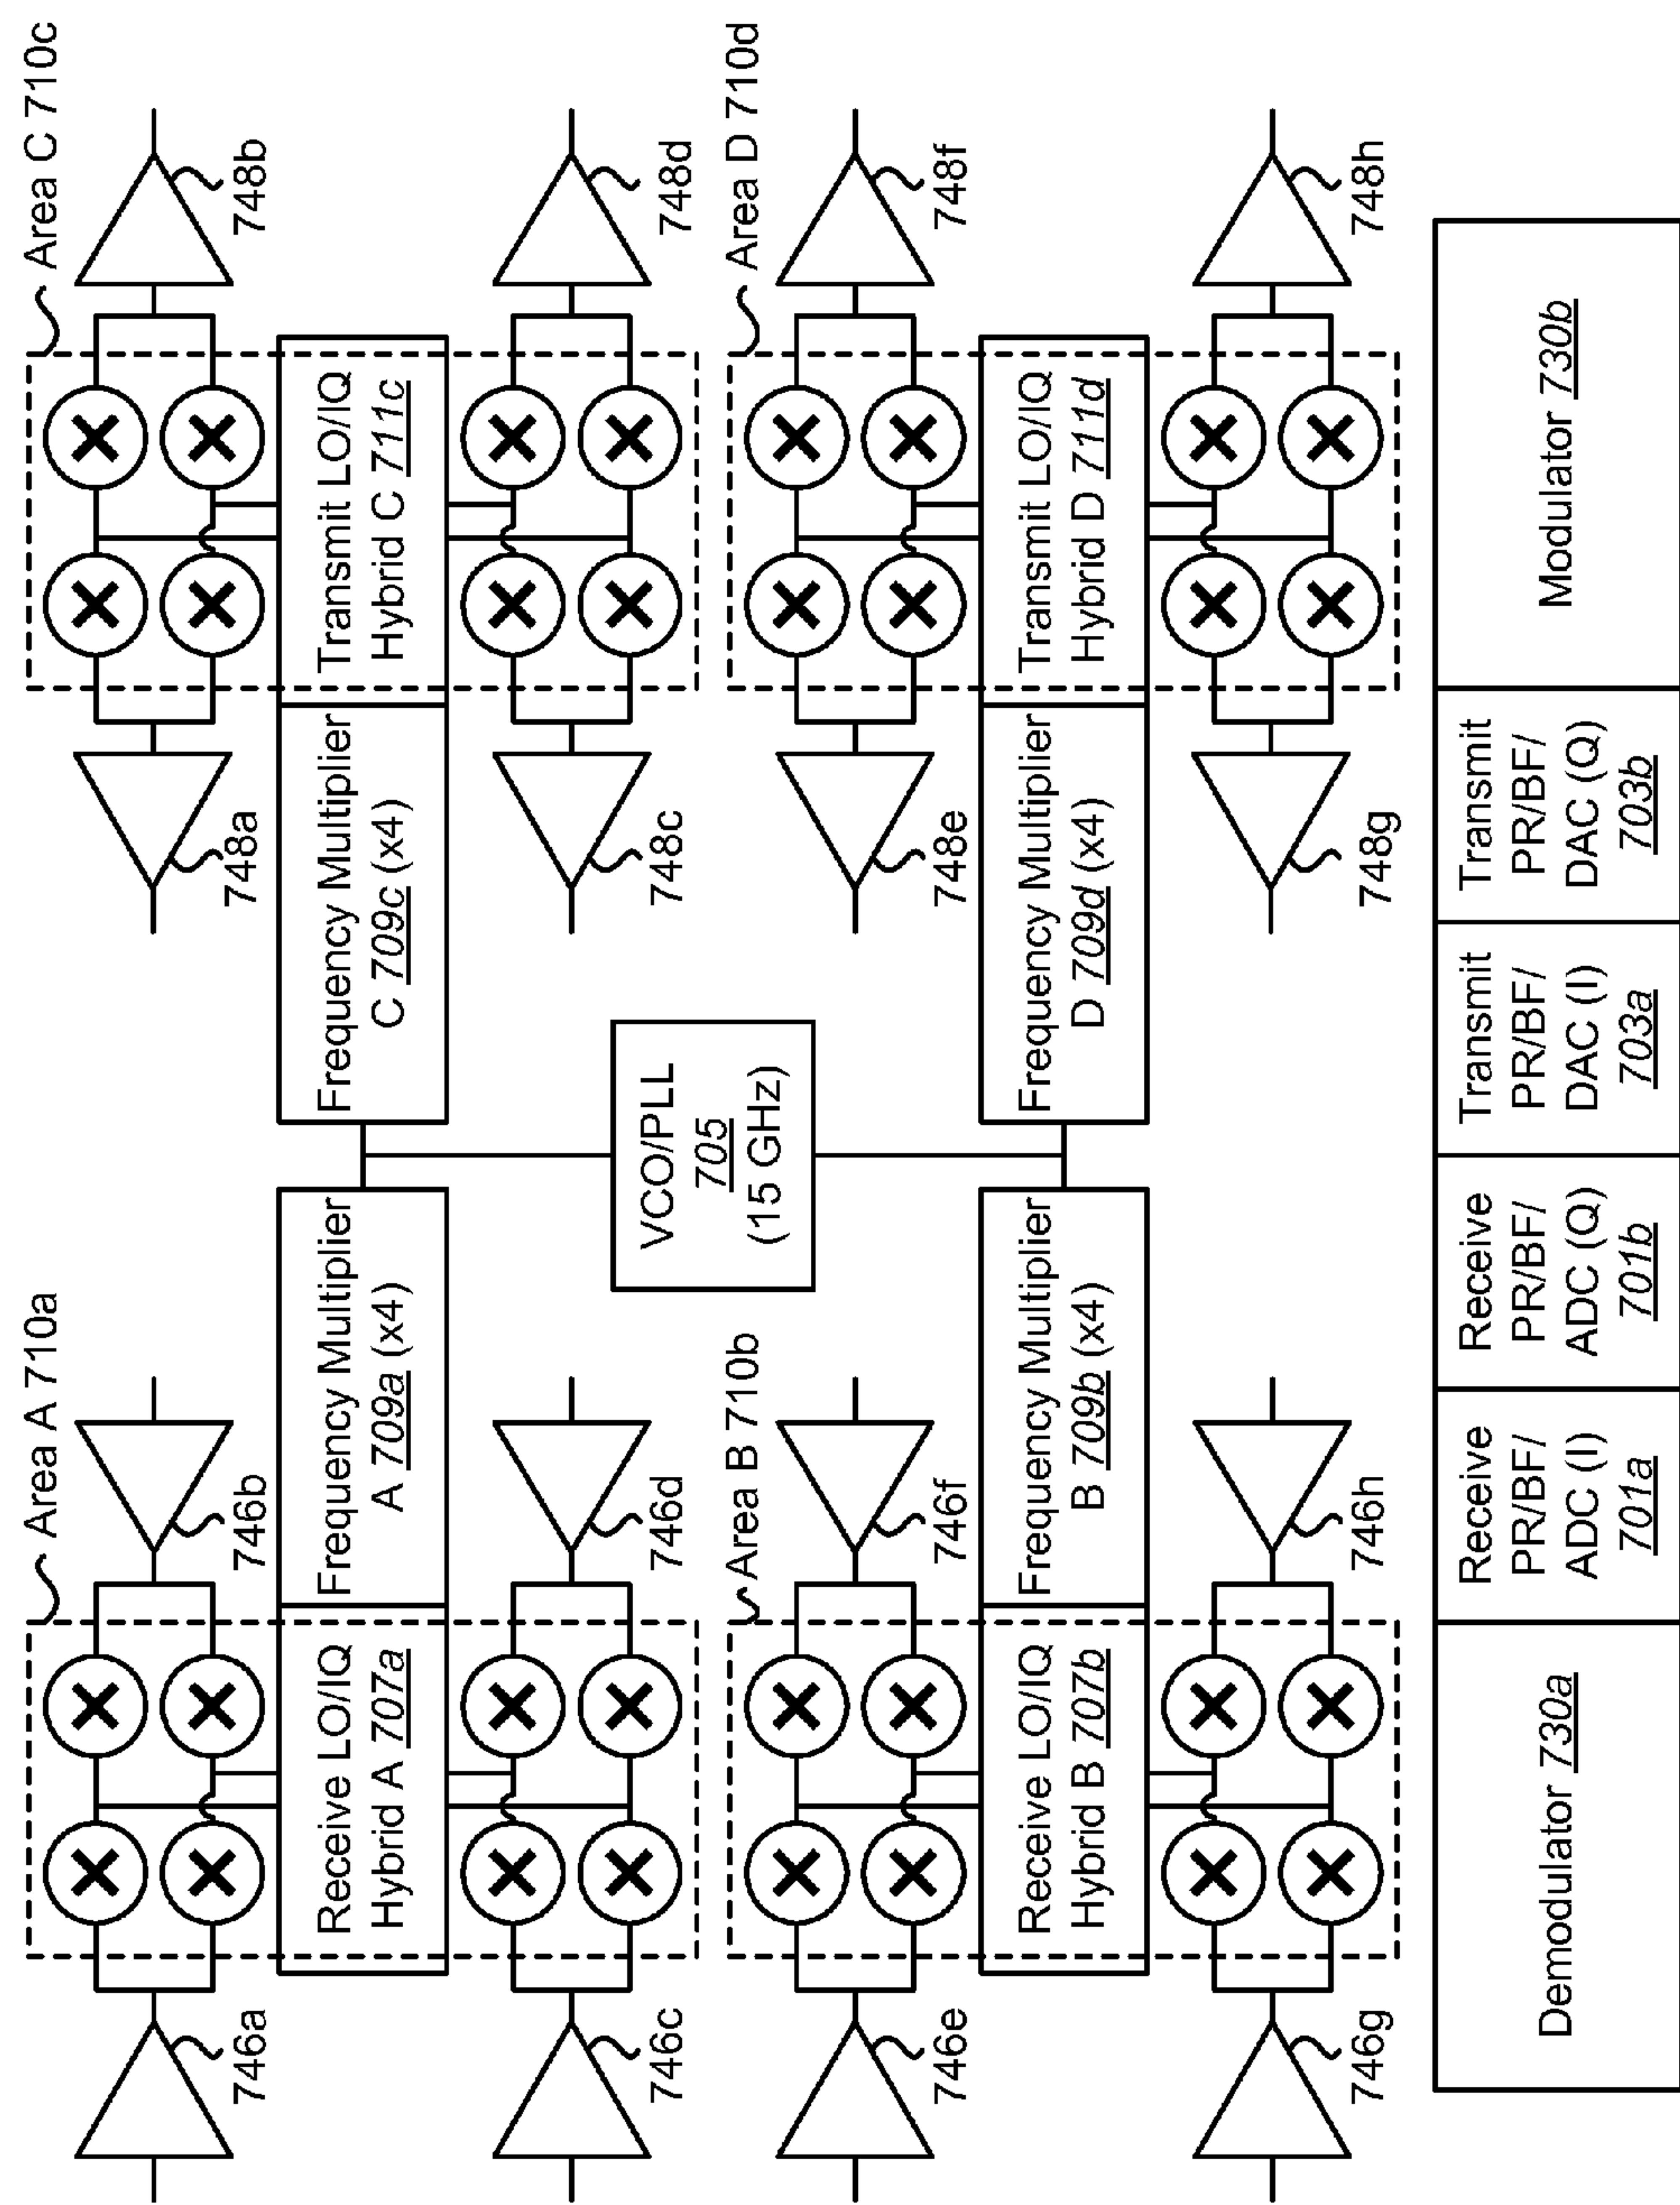 Area A 710a
Area C 710c
746a
746b
748a
748b
Receive LO/IQ
Hybrid A 707a
Frequency Multiplier
A 709a (x4)
Frequency Multiplier
C 709c (x4)
Transmit LO/IQ
Hybrid C 711c
746c
746d
748c
748d
VCO/PLL
705
(15 GHz)
Area B 710b
Area D 710d
746e
746f
748e
748f
Receive LO/IQ
Hybrid B 707b
Frequency Multiplier
B 709b (x4)
Frequency Multiplier
D 709d (x4)
Transmit LO/IQ
Hybrid D 711d
746g
746h
748g
748h
Demodulator 730a
Receive
PR/BF/
ADC (I)
701a
Receive
PR/BF/
ADC (Q)
701b
Transmit
PR/BF/
DAC (I)
703a
Transmit
PR/BF/
DAC (Q)
703b
Modulator 730b